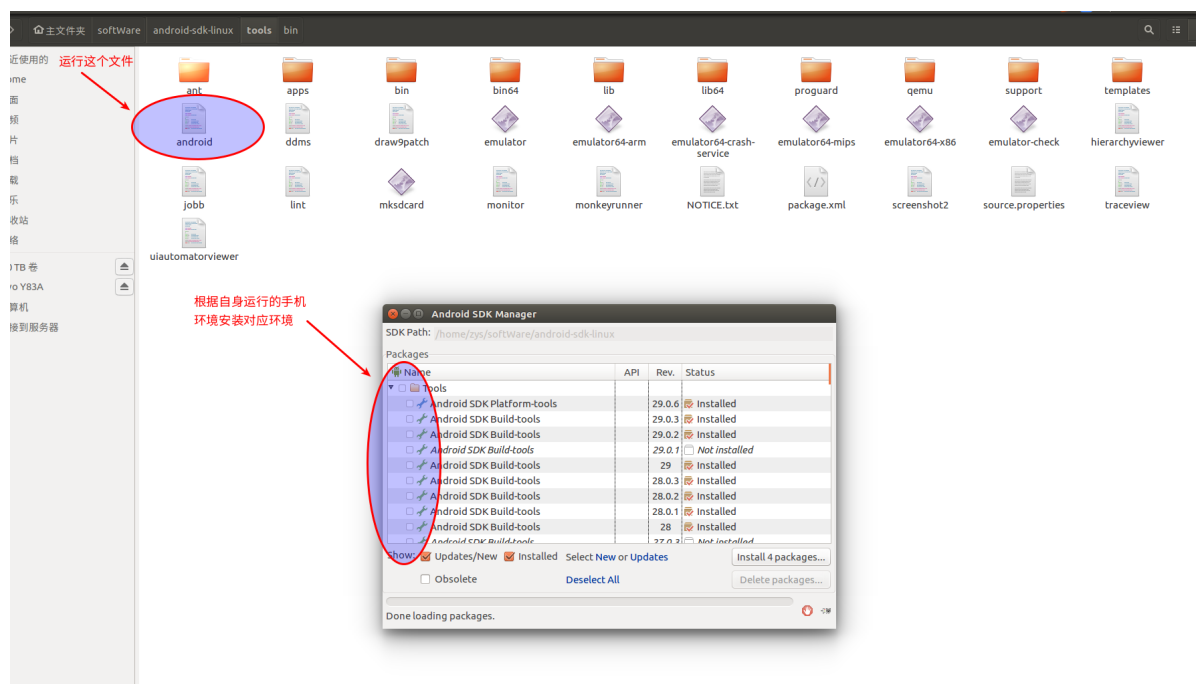 主文件夹 softWare android-sdk-linux tools bin
近使用的
运行这个文件
ome
面
频
片
档
载
乐
收站
络
TB 卷
vo Y83A
算机
接到服务器
ant apps bin bin64 lib lib64 proguard qemu support templates
android ddms draw9patch emulator emulator64-arm emulator64-crash-service emulator64-mips emulator64-x86 emulator-check hierarchyviewer
jobb lint mksdcard monitor monkeyrunner NOTICE.txt package.xml screenshot2 source.properties traceview
uiautomatorviewer
根据自身运行的手机
环境安装对应环境
Android SDK Manager
SDK Path: /home/zys/softWare/android-sdk-linux
Packages
Name API Rev. Status
Tools
Android SDK Platform-tools 29.0.6 Installed
Android SDK Build-tools 29.0.3 Installed
Android SDK Build-tools 29.0.2 Installed
Android SDK Build-tools 29.0.1 Not installed
Android SDK Build-tools 29 Installed
Android SDK Build-tools 28.0.3 Installed
Android SDK Build-tools 28.0.2 Installed
Android SDK Build-tools 28.0.1 Installed
Android SDK Build-tools 28 Installed
Android SDK Build-tools 27.0.3 Not installed
Show: Updates/New Installed Select New or Updates Install 4 packages...
Obsolete Deselect All Delete packages...
Done loading packages.